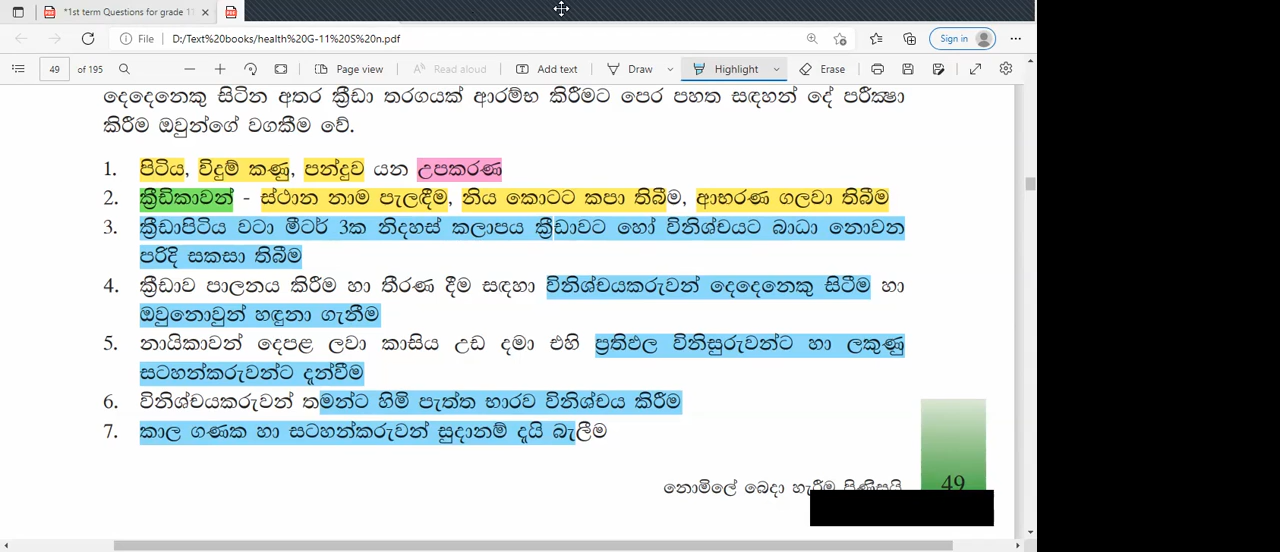 *1st term Questions for grade 1
File
D:/Text%20books/health%20G-11%20S%20n.pdf
Sign in
49 of 195
Page view
Read aloud
Add text
Draw
Highlight
Erase
දෙදෙනෙකු සිටින අතර ක්‍රීඩා තරගයක් ආරම්භ කිරීමට පෙර පහත සඳහන් දේ පරීක්‍ෂා
කිරීම ඔවුන්ගේ වගකීම වේ.
1. පිටිය, විදුම් කණු, පන්දුව යන උපකරණ
2. ක්‍රීඩිකාවන් - ස්ථාන නාම පැලඳීම, නිය කොටට කපා තිබීම, ආභරණ ගලවා තිබීම
3. ක්‍රීඩාපිටිය වටා මීටර් 3ක නිදහස් කලාපය ක්‍රීඩාවට හෝ විනිශ්චයට බාධා නොවන
පරිදි සකසා තිබීම
4. ක්‍රීඩාව පාලනය කිරීම හා තීරණ දීම සඳහා විනිශ්චයකරුවන් දෙදෙනෙකු සිටීම හා
ඔවුනොවුන් හඳුනා ගැනීම
5. නායිකාවන් දෙපළ ලවා කාසිය උඩ දමා එහි ප්‍රතිඵල විනිසුරුවන්ට හා ලකුණු
සටහන්කරුවන්ට දැන්වීම
6. විනිශ්චයකරුවන් තමන්ට හිමි පැත්ත භාරව විනිශ්චය කිරීම
7. කාල ගණක හා සටහන්කරුවන් සූදානම් දැයි බැලීම
නොමිලේ බෙදා හැරීම පිණිසයි
49